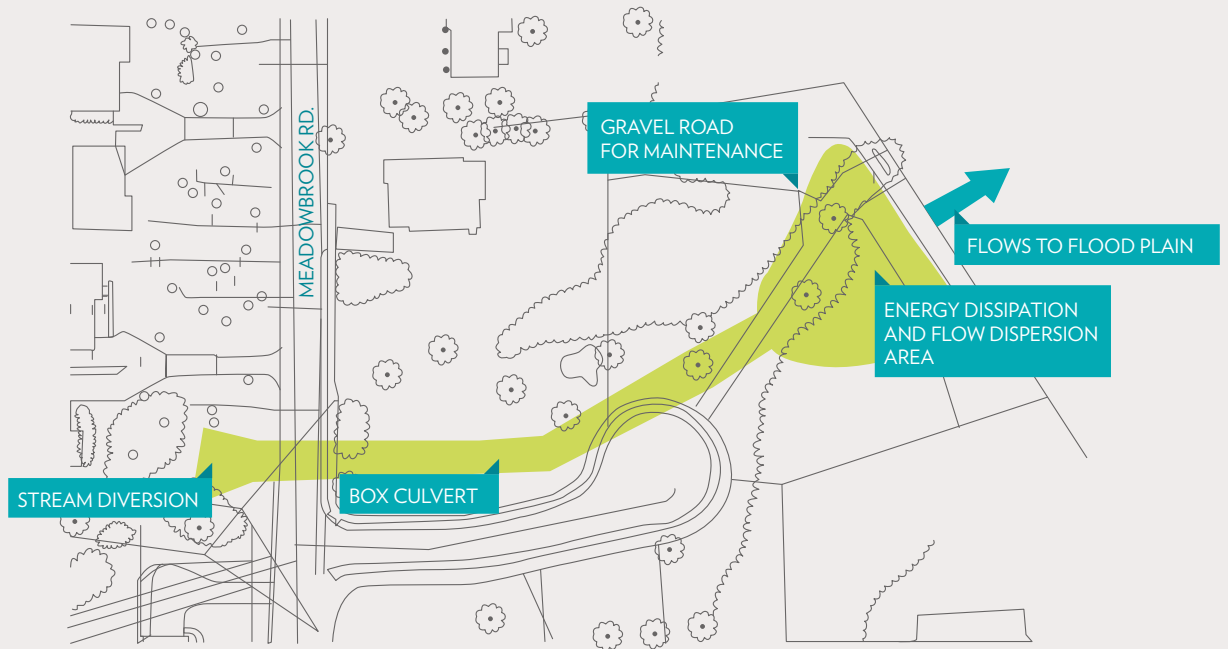 MEADOWBROOK RD.
GRAVEL ROAD
FOR MAINTENANCE
FLOWS TO FLOOD PLAIN
ENERGY DISSIPATION
AND FLOW DISPERSION
AREA
STREAM DIVERSION
BOX CULVERT